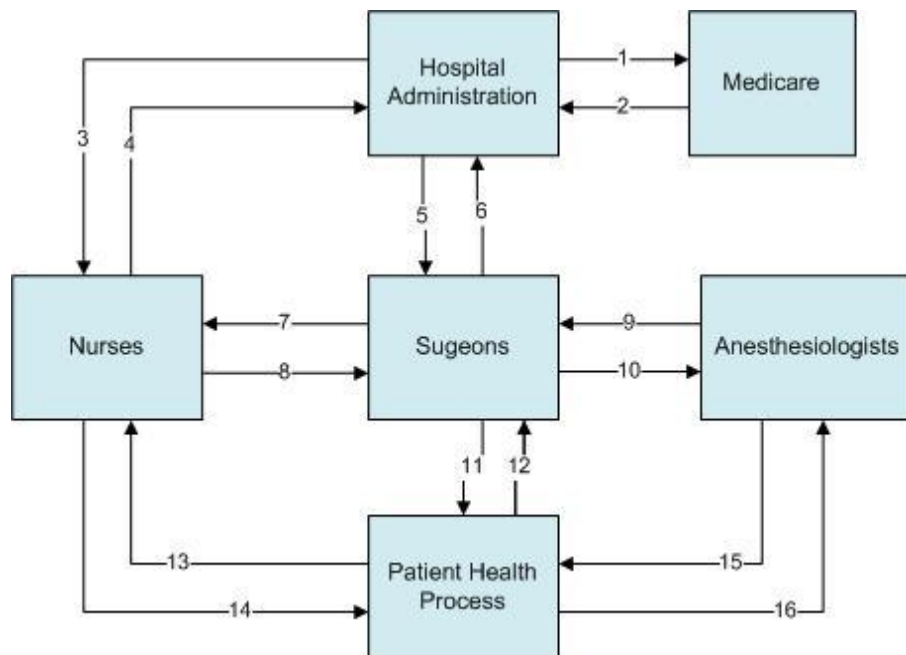 Hospital
Administration
1
Medicare
2
3
4
5
6
Nurses
7
8
Sugeons
9
10
Anesthesiologists
11
12
13
14
Patient Health
Process
15
16